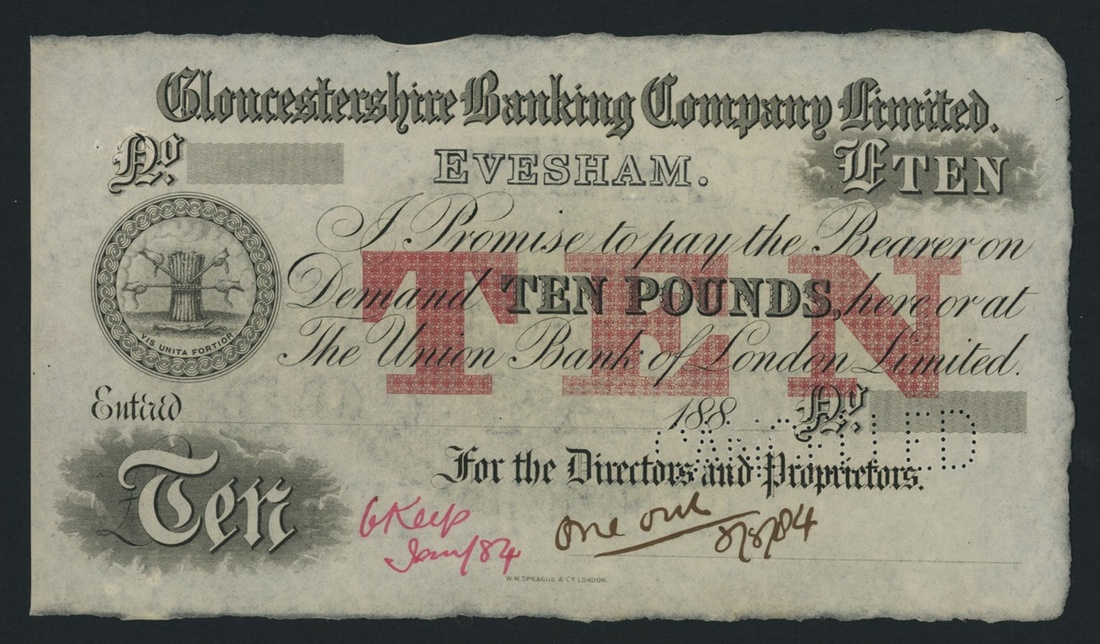 Gloucestershire Banking Company Limited.
No.
EVESHAM.
£TEN
I Promise to pay the Bearer on
Demand TEN POUNDS, here or at
The Union Bank of London Limited.
TEN
VIS UNITA FORTIOR
Entired
188
No.
CANCELLED
For the Directors and Proprietors.
£Ten
6 Keep
Jany/84
One out
8/8/84
W.W. SPRAGUE & Co. LONDON.